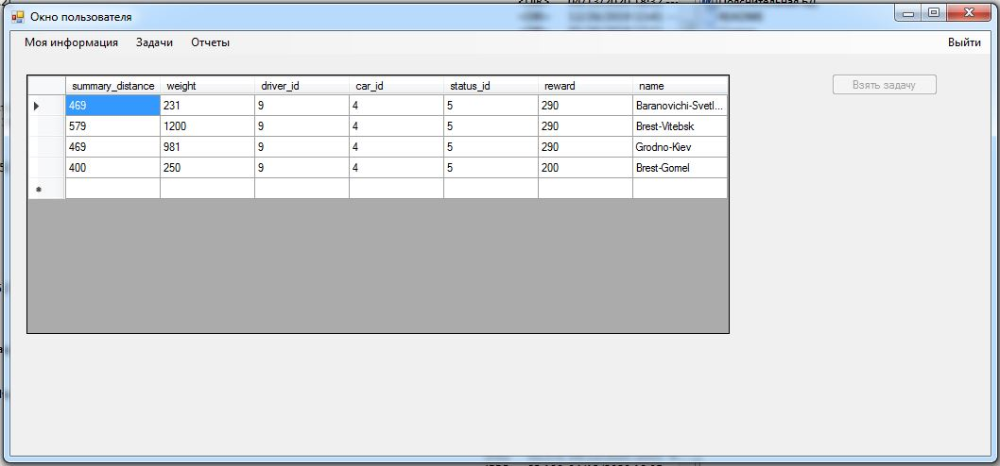 Окно пользователя
Моя информация Задачи Отчеты Выйти
Взять задачу
summary_distance weight driver_id car_id status_id reward name
469 231 9 4 5 290 Baranovichi-Svetl...
579 1200 9 4 5 290 Brest-Vitebsk
469 981 9 4 5 290 Grodno-Kiev
400 250 9 4 5 200 Brest-Gomel